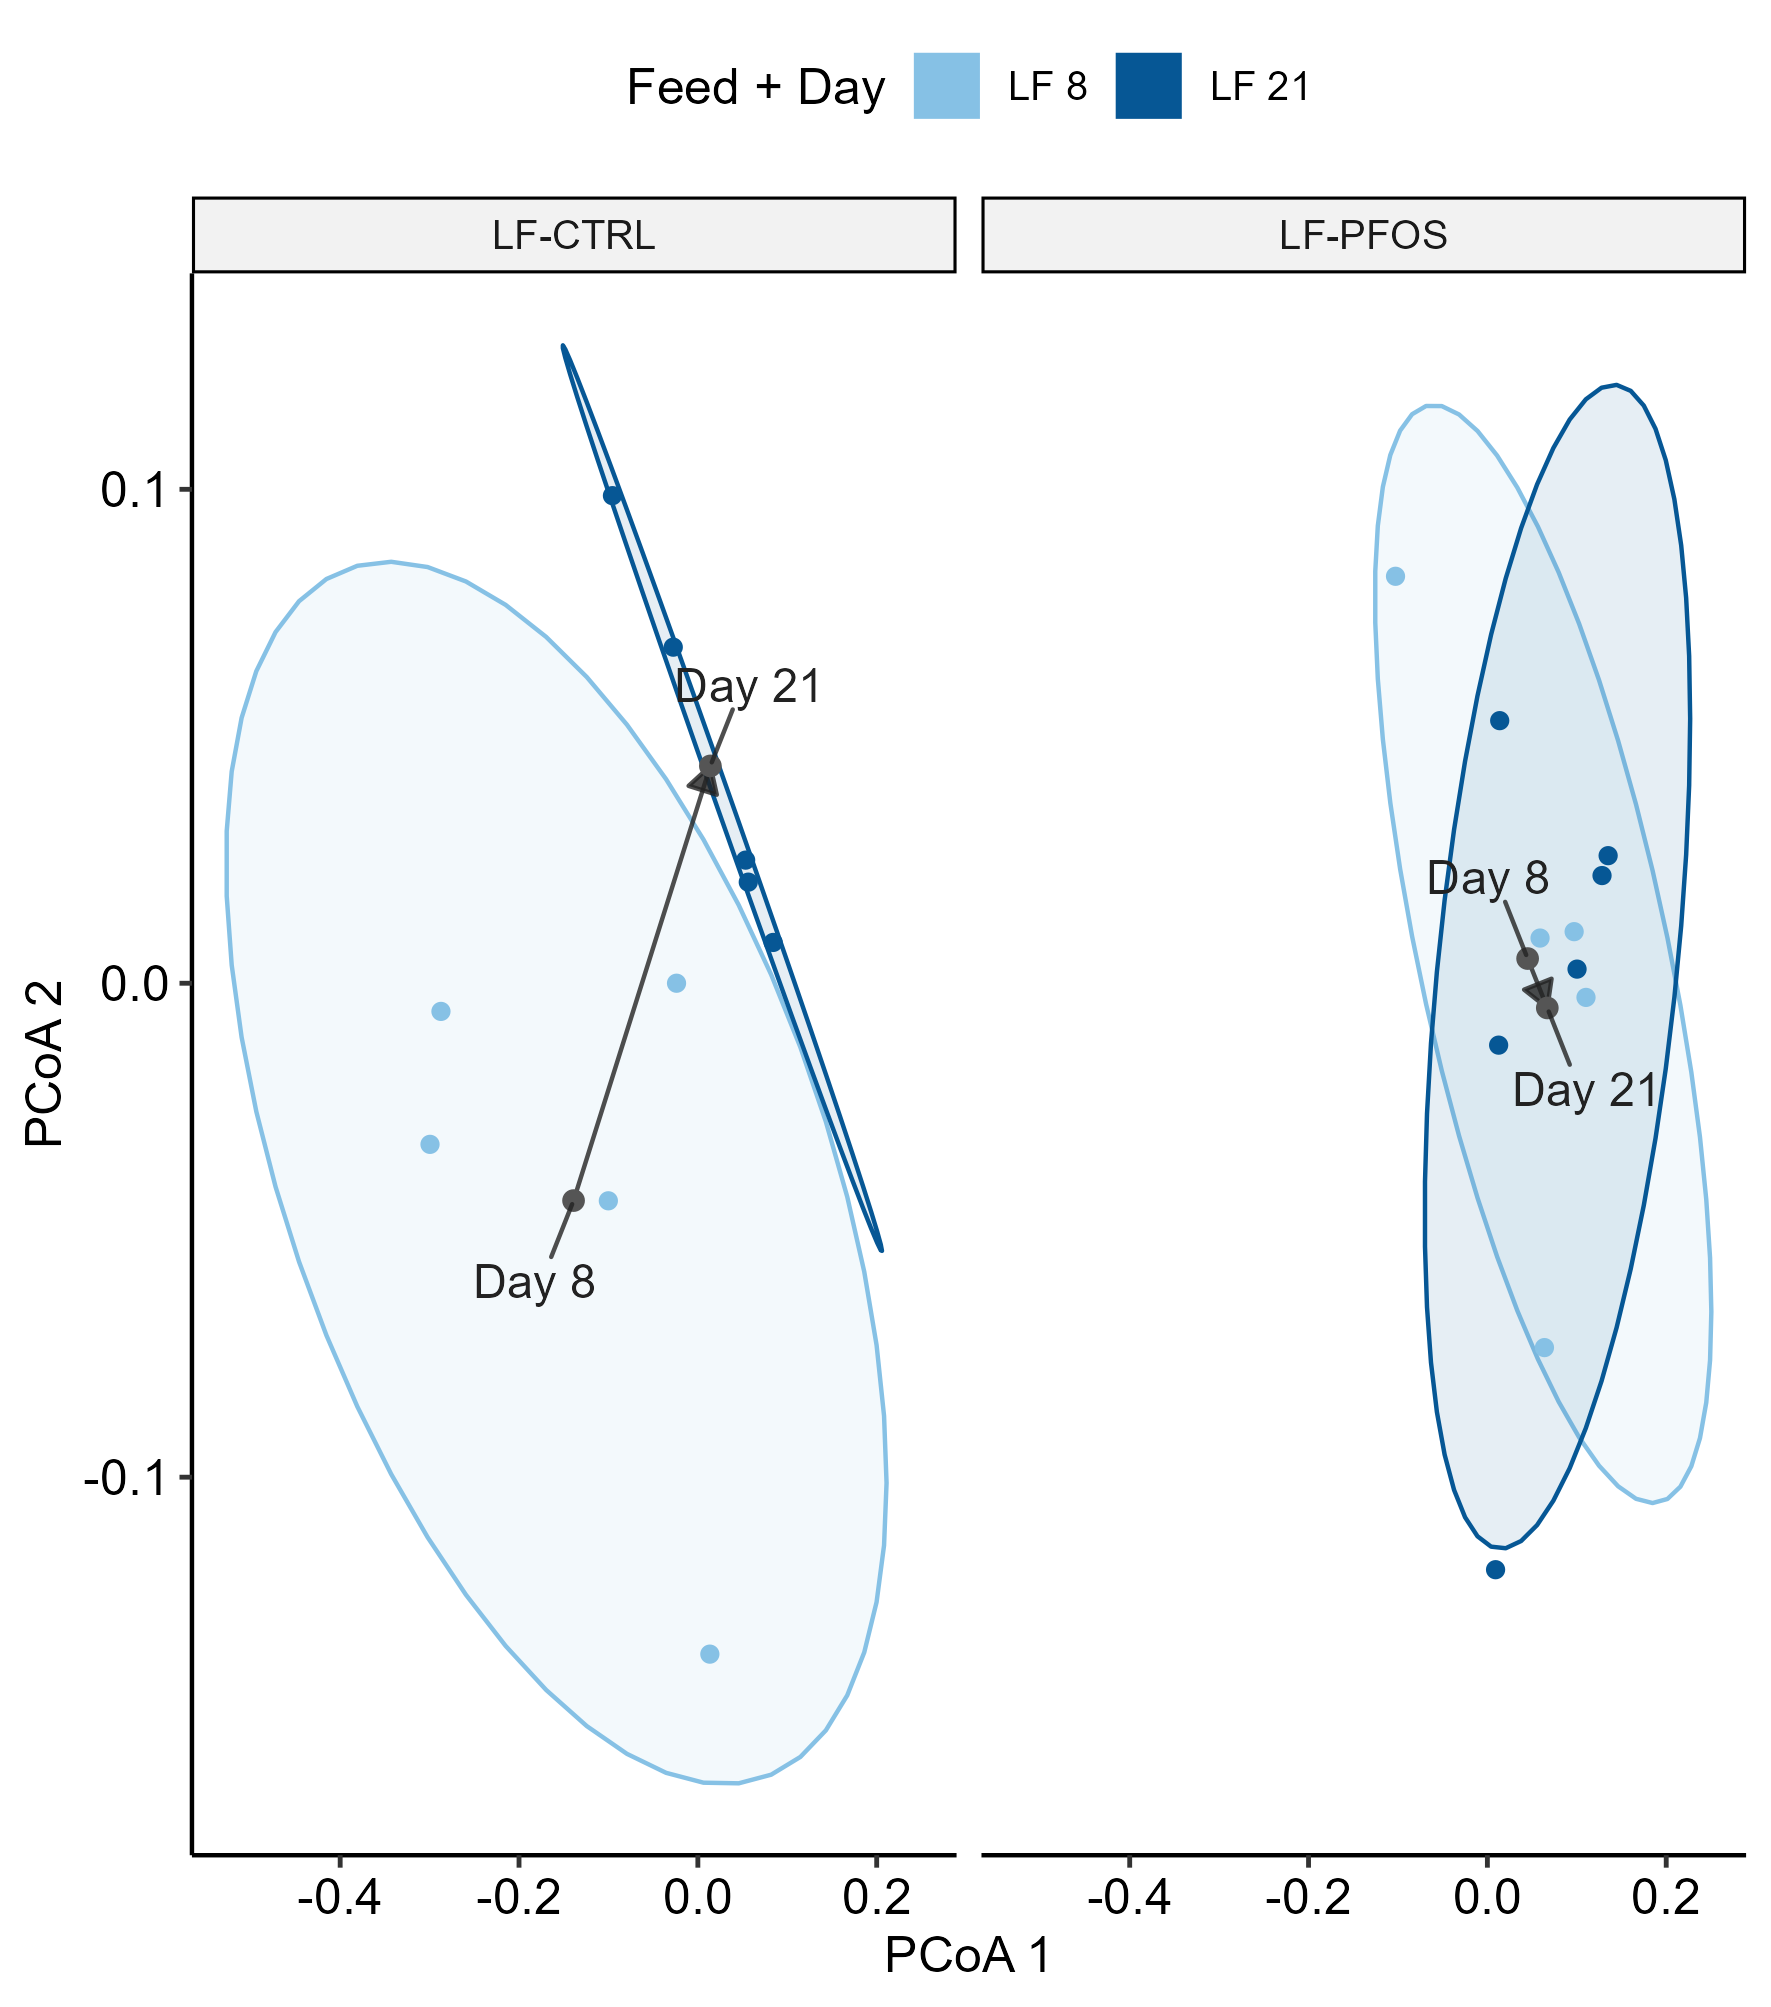 Feed + Day LF 8 LF 21
LF-CTRL LF-PFOS
0.1
Day 21
Day 8
0.0
Day 21
Day 8
-0.1
PCoA 2
-0.4 -0.2 0.0 0.2 -0.4 -0.2 0.0 0.2
PCoA 1